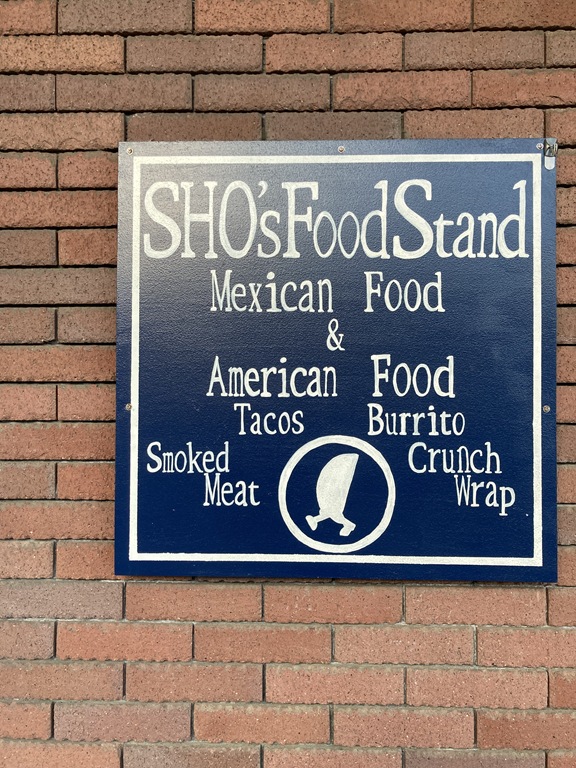 SHO'sFoodStand
Mexican Food
&
American Food
Tacos Burrito
Smoked Crunch
Meat Wrap